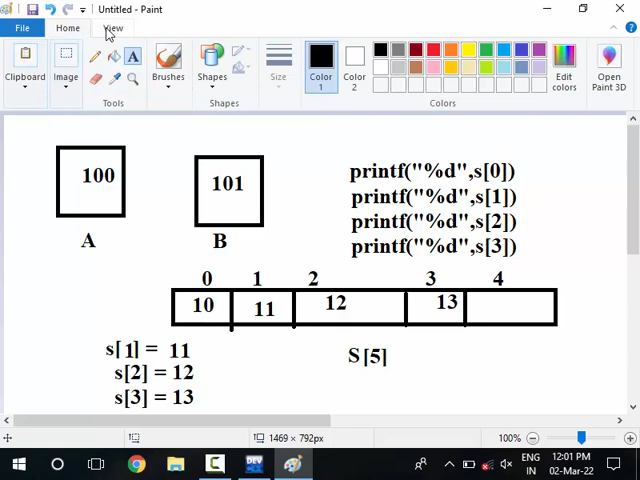 Untitled - Paint
File Home View
Clipboard Image Tools Brushes Shapes Shapes Size Color 1 Color 2 Colors Edit colors Open Paint 3D
A
100 101
A B
printf("%d",s[0])
printf("%d",s[1])
printf("%d",s[2])
printf("%d",s[3])
0 1 2 3 4
10 11 12 13
s[1] = 11
s[2] = 12
s[3] = 13
S[5]
1469 × 792px 100%
DEV
ENG
IN
12:01 PM
02-Mar-22